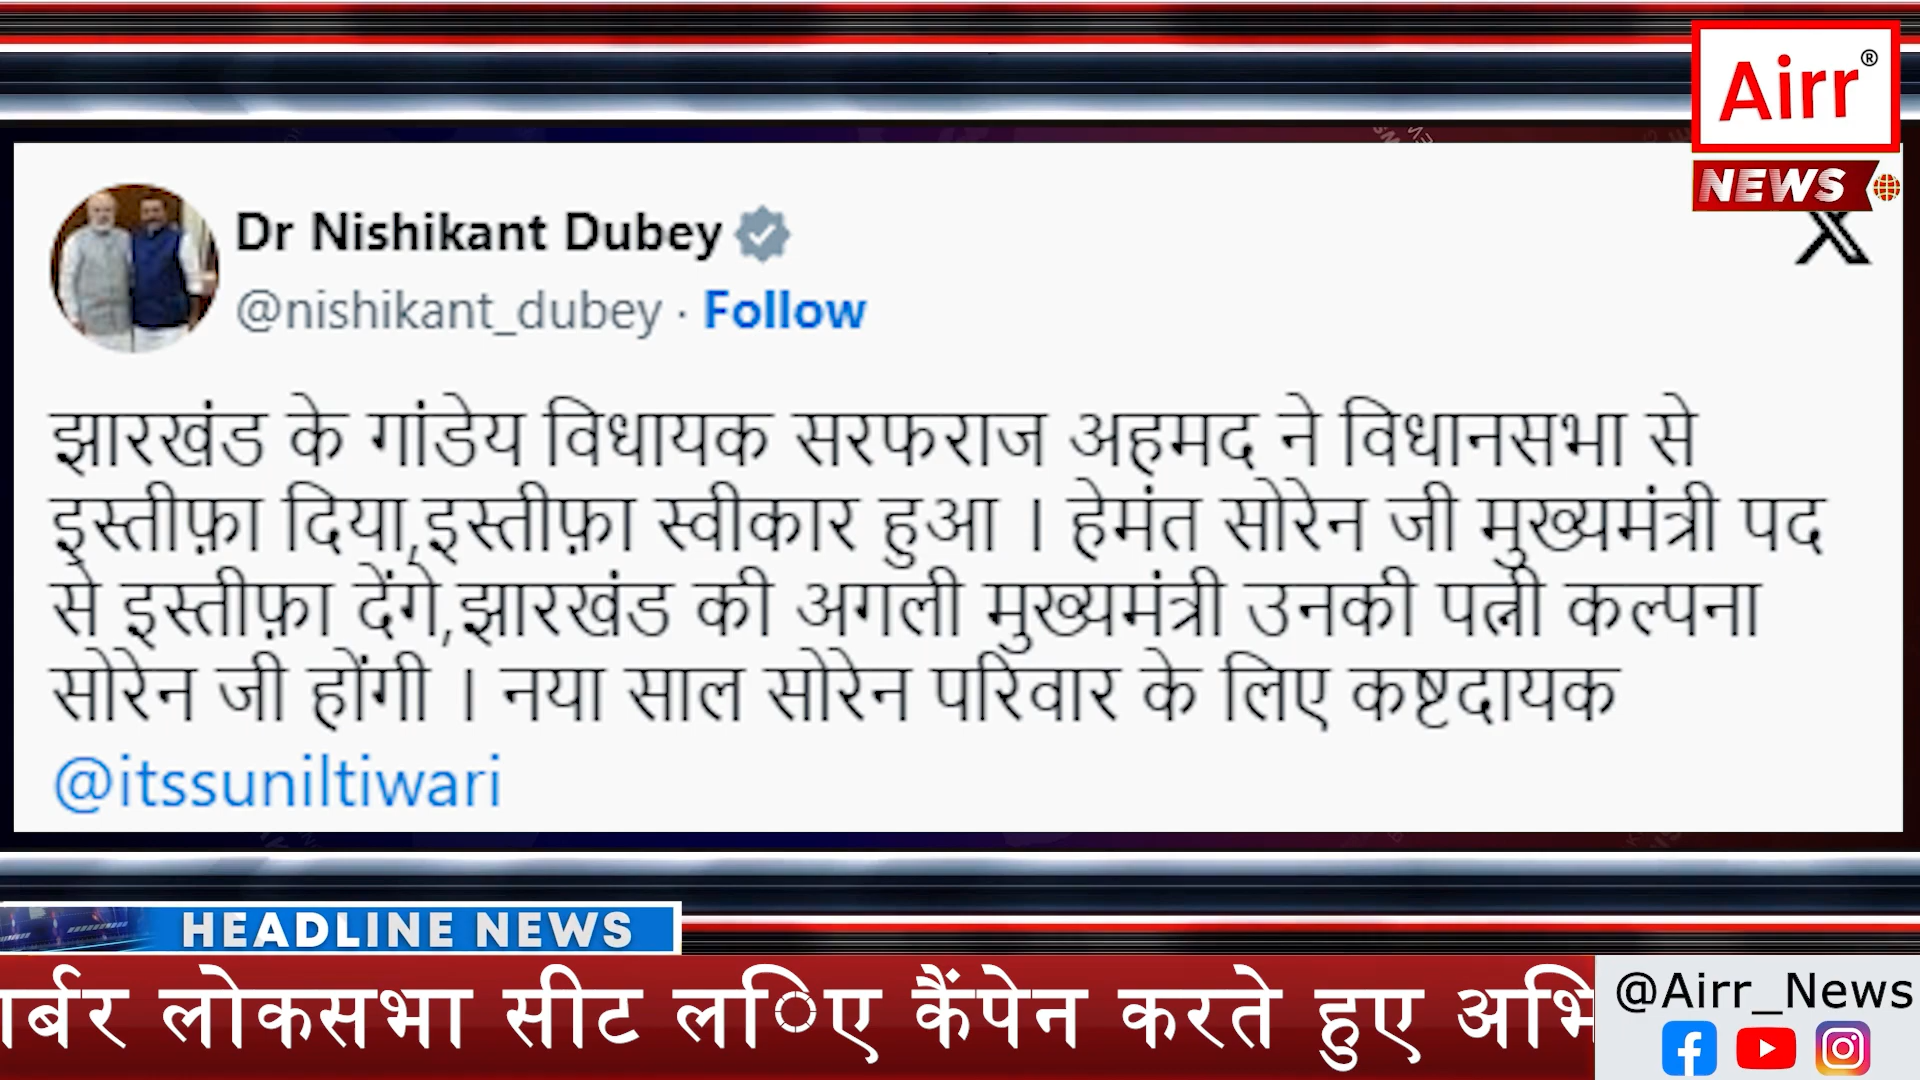 Airr®
NEWS
Dr Nishikant Dubey
@nishikant_dubey · Follow
झारखंड के गांडेय विधायक सरफराज अहमद ने विधानसभा से
इस्तीफ़ा दिया,इस्तीफ़ा स्वीकार हुआ । हेमंत सोरेन जी मुख्यमंत्री पद
से इस्तीफ़ा देंगे,झारखंड की अगली मुख्यमंत्री उनकी पत्नी कल्पना
सोरेन जी होंगी । नया साल सोरेन परिवार के लिए कष्टदायक
@itssuniltiwari
HEADLINE NEWS
लोकसभा सीट लिए कैंपेन करते हुए
@Airr_News